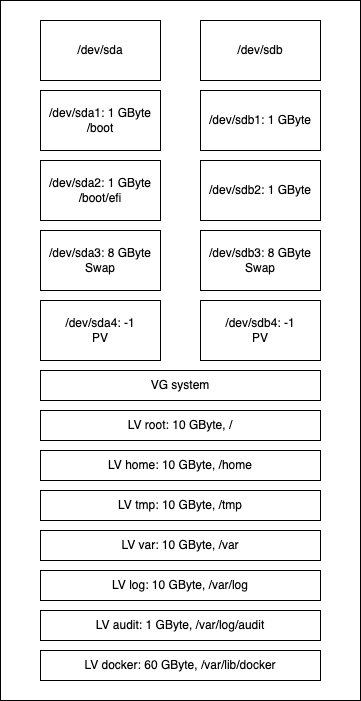 /dev/sda
/dev/sdb
/dev/sda1: 1 GByte
/boot
/dev/sdb1: 1 GByte
/dev/sda2: 1 GByte
/boot/efi
/dev/sdb2: 1 GByte
/dev/sda3: 8 GByte
Swap
/dev/sdb3: 8 GByte
Swap
/dev/sda4: -1
PV
/dev/sdb4: -1
PV
VG system
LV root: 10 GByte, /
LV home: 10 GByte, /home
LV tmp: 10 GByte, /tmp
LV var: 10 GByte, /var
LV log: 10 GByte, /var/log
LV audit: 1 GByte, /var/log/audit
LV docker: 60 GByte, /var/lib/docker